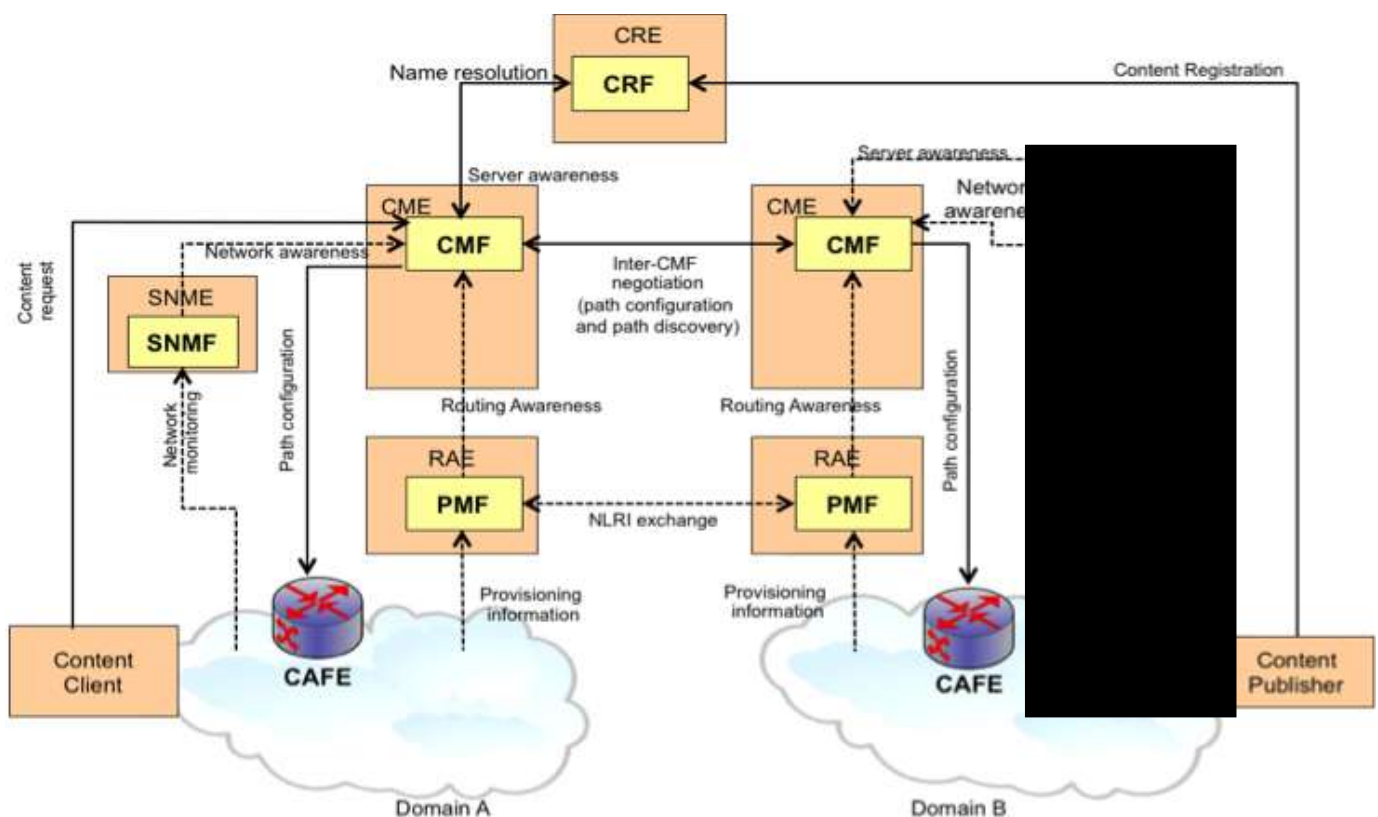 CRE
Name resolution
CRF
Content Registration
Server awareness
Server awareness
CME
CMF
CME
CMF
Network awareness
Content
request
Inter-CMF
negotiation
(path configuration
and path discovery)
SNME
SNMF
Path configuration
Path configuration
Network
monitoring
Routing Awareness
Routing Awareness
RAE
PMF
RAE
PMF
NLRI exchange
Provisioning
information
Provisioning
information
Content
Client
CAFE
CAFE
Content
Publisher
Domain A
Domain B